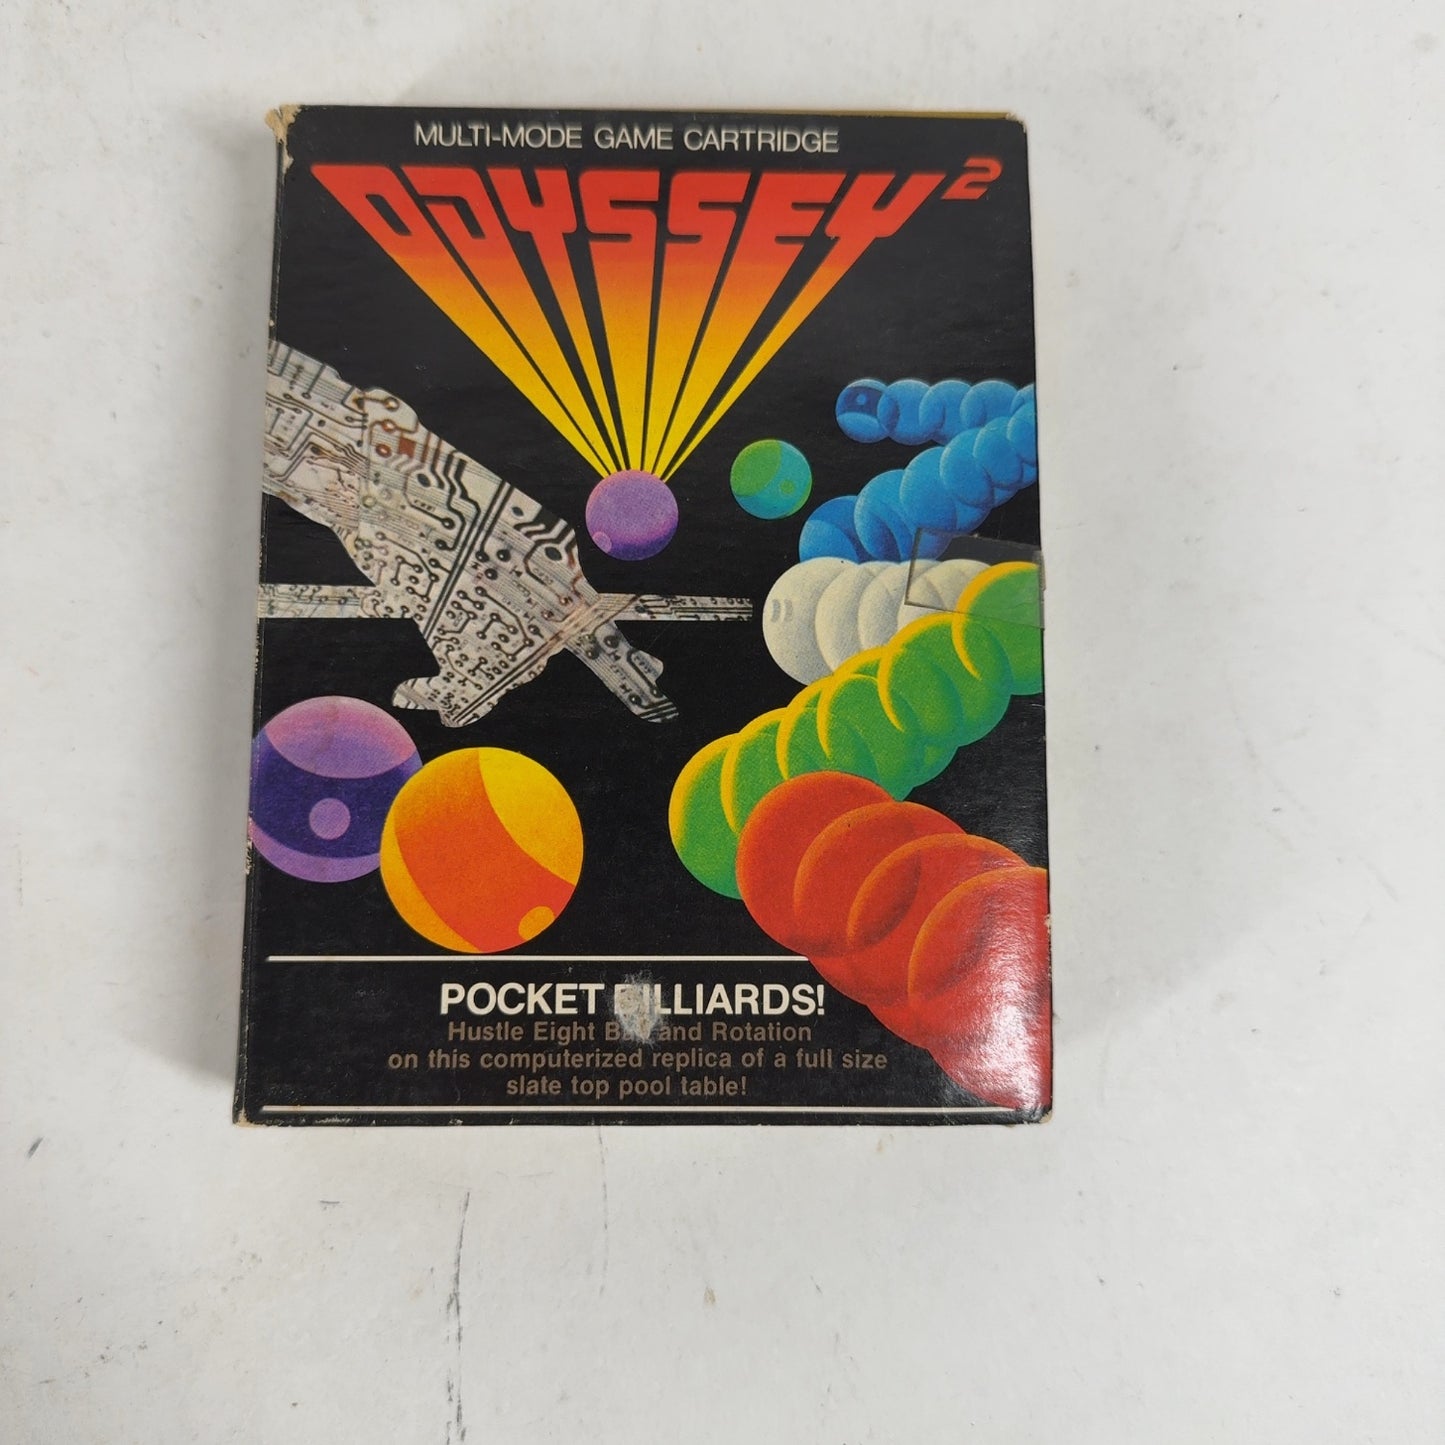 MULTI-MODE GAME CARTRIDGE
ODYSSEY²
POCKET BILLIARDS!
Hustle Eight Ball and Rotation
on this computerized replica of a full size
slate top pool table!